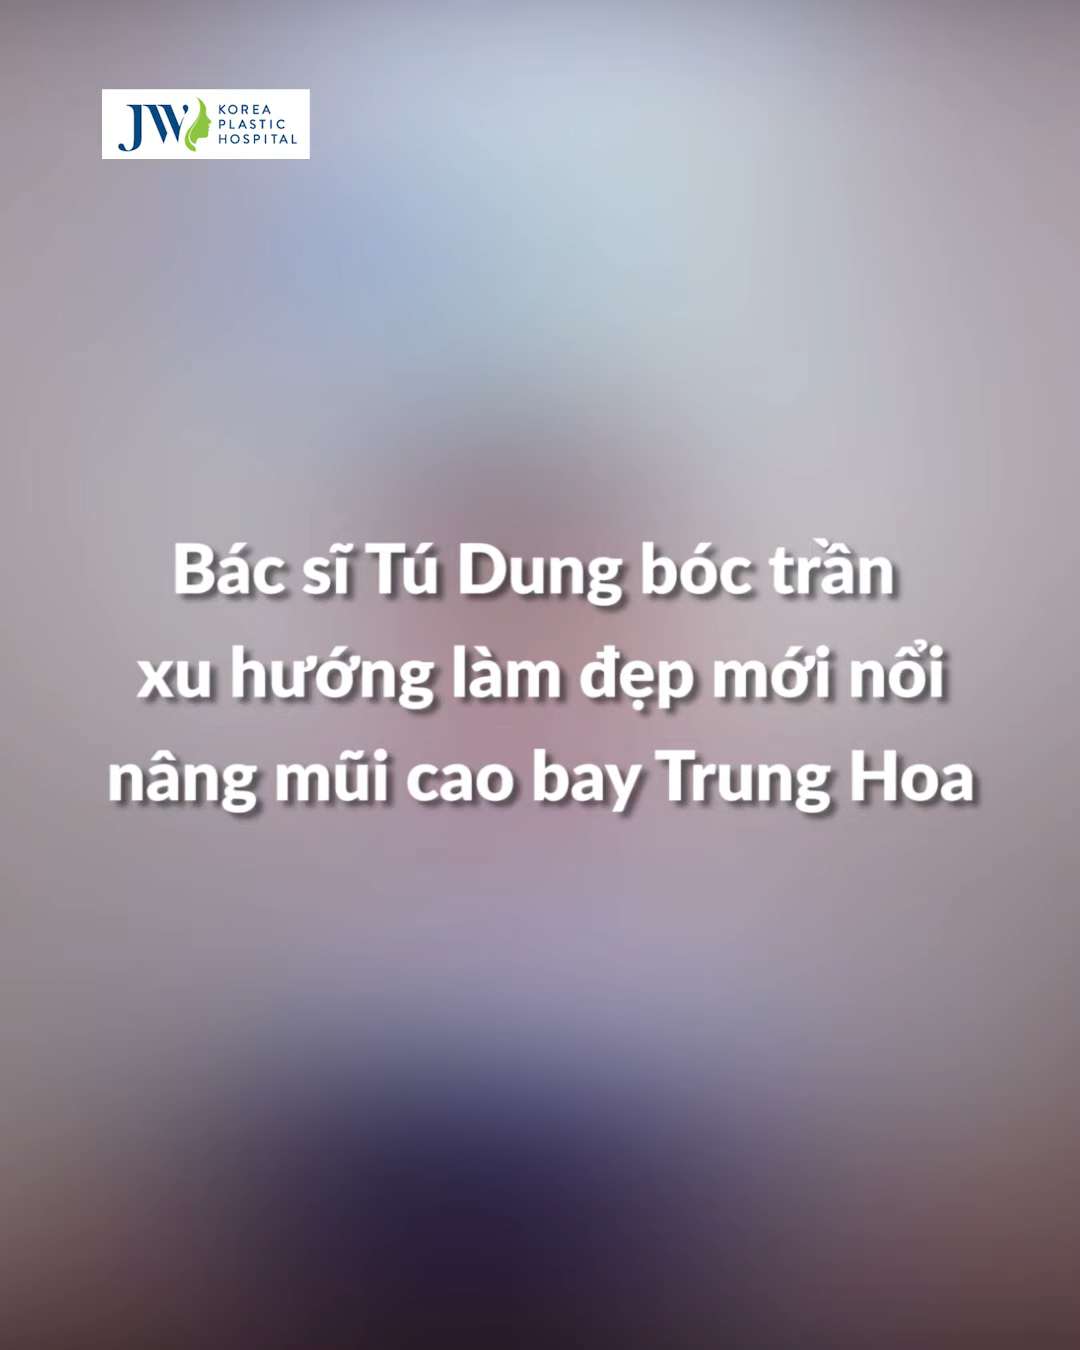 JW KOREA
PLASTIC
HOSPITAL
Bác sĩ Tú Dung bóc trần
xu hướng làm đẹp mới nổi
nâng mũi cao bay Trung Hoa